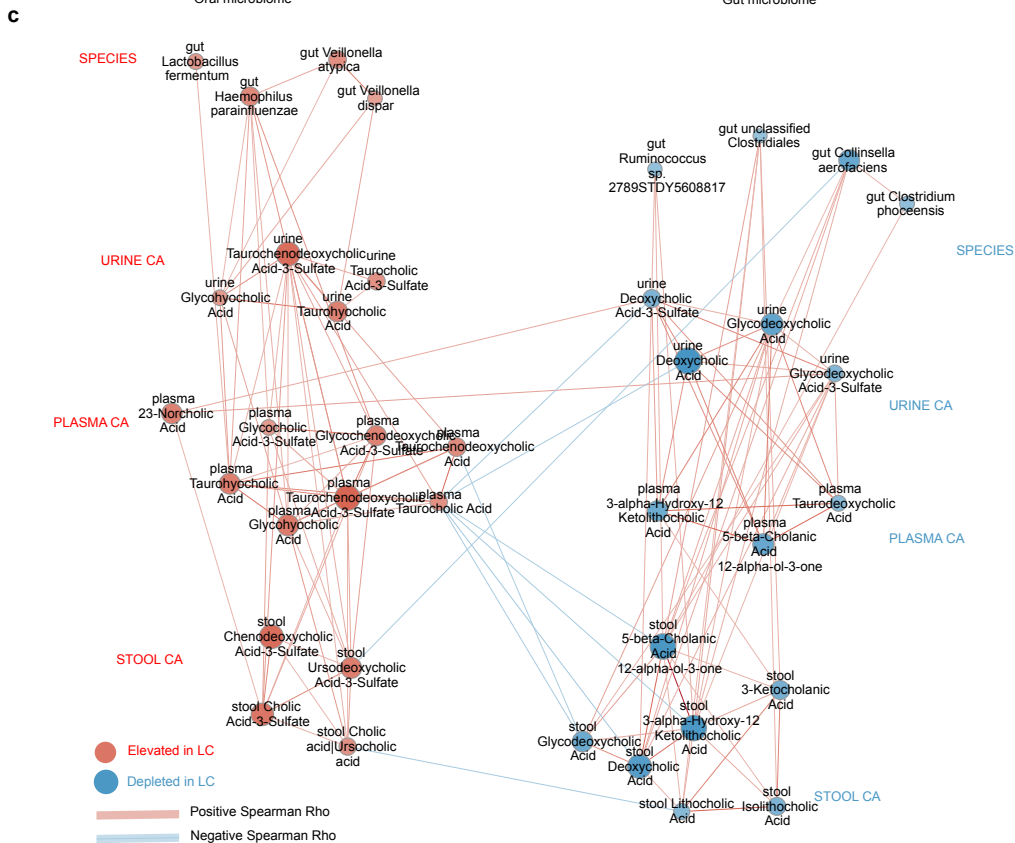 Oral microbiome
Gut microbiome
c
SPECIES
gut
Lactobacillus
fermentum
gut Veillonella
atypica
gut
Haemophilus
parainfluenzae
gut Veillonella
dispar
gut unclassified
Clostridiales
gut
Ruminococcus
sp.
2789STDY5608817
gut Collinsella
aerofaciens
gut Clostridium
phoceensis
SPECIES
URINE CA
urine
Taurochenodeoxycholic
Acid-3-Sulfate
urine
Taurocholic
Acid-3-Sulfate
urine
Glycohyocholic
Acid
urine
Taurohyocholic
Acid
urine
Deoxycholic
Acid-3-Sulfate
urine
Glycodeoxycholic
Acid
urine
Deoxycholic
Acid
urine
Glycodeoxycholic
Acid-3-Sulfate
URINE CA
PLASMA CA
plasma
23-Norcholic
Acid
plasma
Glycocholic
Acid-3-Sulfate
plasma
Glycochenodeoxycholic
Acid-3-Sulfate
plasma
Taurochenodeoxycholic
Acid
plasma
Taurohyocholic
Acid
plasma
Taurochenodeoxycholic
Acid-3-Sulfate
plasma
Taurocholic Acid
plasma
Glycohyocholic
Acid
plasma
3-alpha-Hydroxy-12
Ketolithocholic
Acid
plasma
Taurodeoxycholic
Acid
plasma
5-beta-Cholanic
Acid
12-alpha-ol-3-one
PLASMA CA
STOOL CA
stool
Chenodeoxycholic
Acid-3-Sulfate
stool
Ursodeoxycholic
Acid-3-Sulfate
stool Cholic
Acid-3-Sulfate
stool Cholic
acid|Ursocholic
acid
stool
5-beta-Cholanic
Acid
12-alpha-ol-3-one
stool
3-Ketocholanic
Acid
stool
3-alpha-Hydroxy-12
Ketolithocholic
Acid
stool
Glycodeoxycholic
Acid
stool
Deoxycholic
Acid
stool Lithocholic
Acid
stool
Isolithocholic
Acid
STOOL CA
Elevated in LC
Depleted in LC
Positive Spearman Rho
Negative Spearman Rho